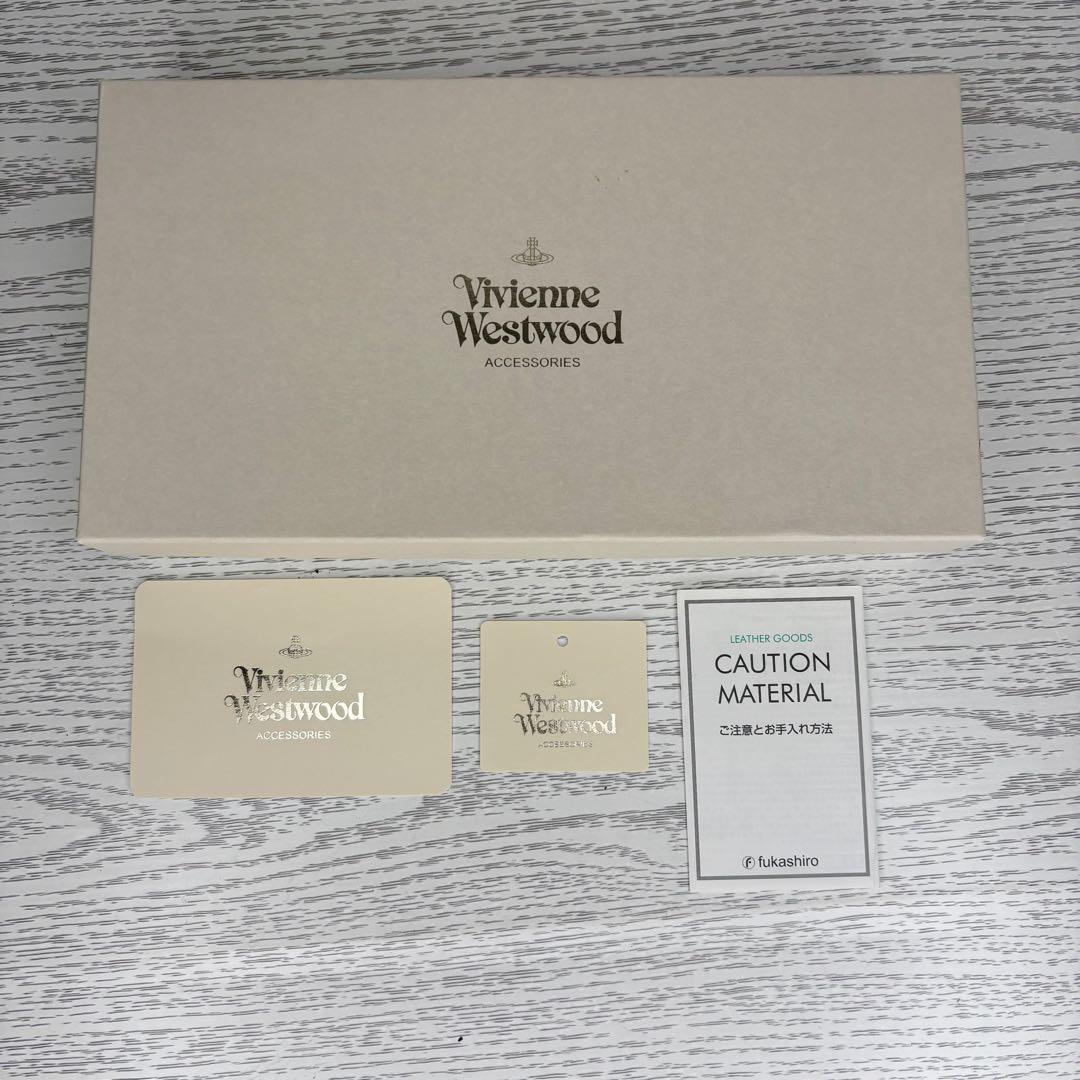 Vivienne
Westwood
ACCESSORIES
Vivienne
Westwood
ACCESSORIES
Vivienne
Westwood
ACCESSORIES
LEATHER GOODS
CAUTION
MATERIAL
ご注意とお手入れ方法
fukashiro